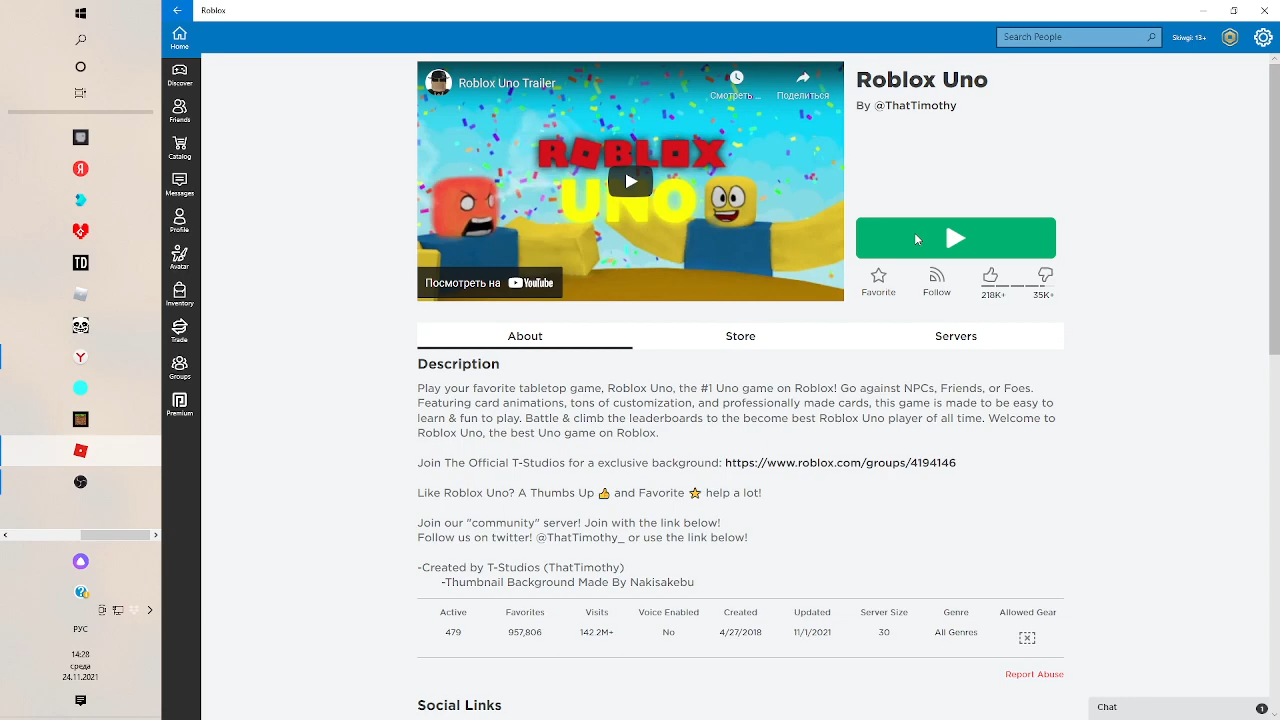 Roblox
Home
Discover
Friends
Catalog
Messages
Profile
Avatar
Inventory
Trade
Groups
Premium
Search People
Skiwgi: 13+
Roblox Uno Trailer
Смотреть ...
Поделиться
ROBLOX
UNO
Посмотреть на YouTube
Roblox Uno
By @ThatTimothy
Favorite
Follow
218K+
35K+
About
Store
Servers
Description
Play your favorite tabletop game, Roblox Uno, the #1 Uno game on Roblox! Go against NPCs, Friends, or Foes.
Featuring card animations, tons of customization, and professionally made cards, this game is made to be easy to
learn & fun to play. Battle & climb the leaderboards to the become best Roblox Uno player of all time. Welcome to
Roblox Uno, the best Uno game on Roblox.
Join The Official T-Studios for a exclusive background: https://www.roblox.com/groups/4194146
Like Roblox Uno? A Thumbs Up 👍 and Favorite ⭐ help a lot!
Join our "community" server! Join with the link below!
Follow us on twitter! @ThatTimothy_ or use the link below!
-Created by T-Studios (ThatTimothy)
-Thumbnail Background Made By Nakisakebu
Active Favorites Visits Voice Enabled Created Updated Server Size Genre Allowed Gear
479 957,806 142.2M+ No 4/27/2018 11/1/2021 30 All Genres
Report Abuse
Social Links
Chat
1
TD
Я
Y
РУС
14:28
среда
24.11.2021